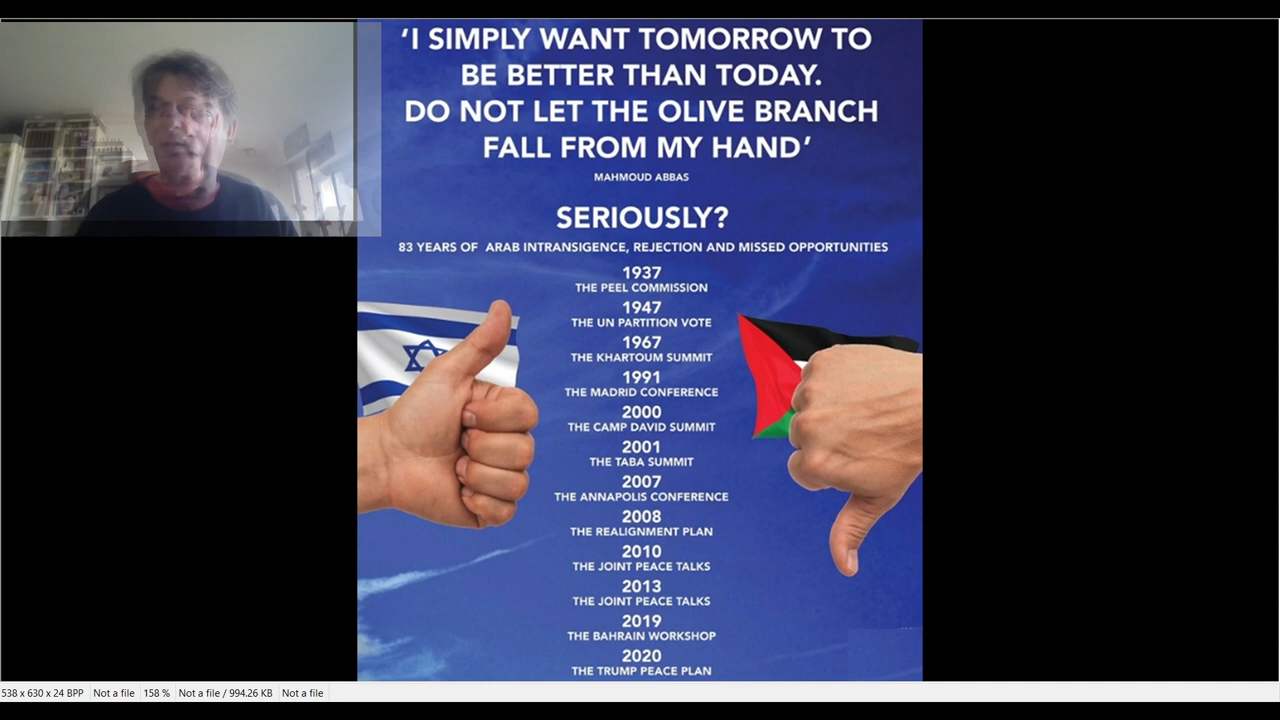 ‘I SIMPLY WANT TOMORROW TO
BE BETTER THAN TODAY.
DO NOT LET THE OLIVE BRANCH
FALL FROM MY HAND’
MAHMOUD ABBAS
SERIOUSLY?
83 YEARS OF ARAB INTRANSIGENCE, REJECTION AND MISSED OPPORTUNITIES
1937
THE PEEL COMMISSION
1947
THE UN PARTITION VOTE
1967
THE KHARTOUM SUMMIT
1991
THE MADRID CONFERENCE
2000
THE CAMP DAVID SUMMIT
2001
THE TABA SUMMIT
2007
THE ANNAPOLIS CONFERENCE
2008
THE REALIGNMENT PLAN
2010
THE JOINT PEACE TALKS
2013
THE JOINT PEACE TALKS
2019
THE BAHRAIN WORKSHOP
2020
THE TRUMP PEACE PLAN
538 x 630 x 24 BPP Not a file 158 % Not a file / 994.26 KB Not a file